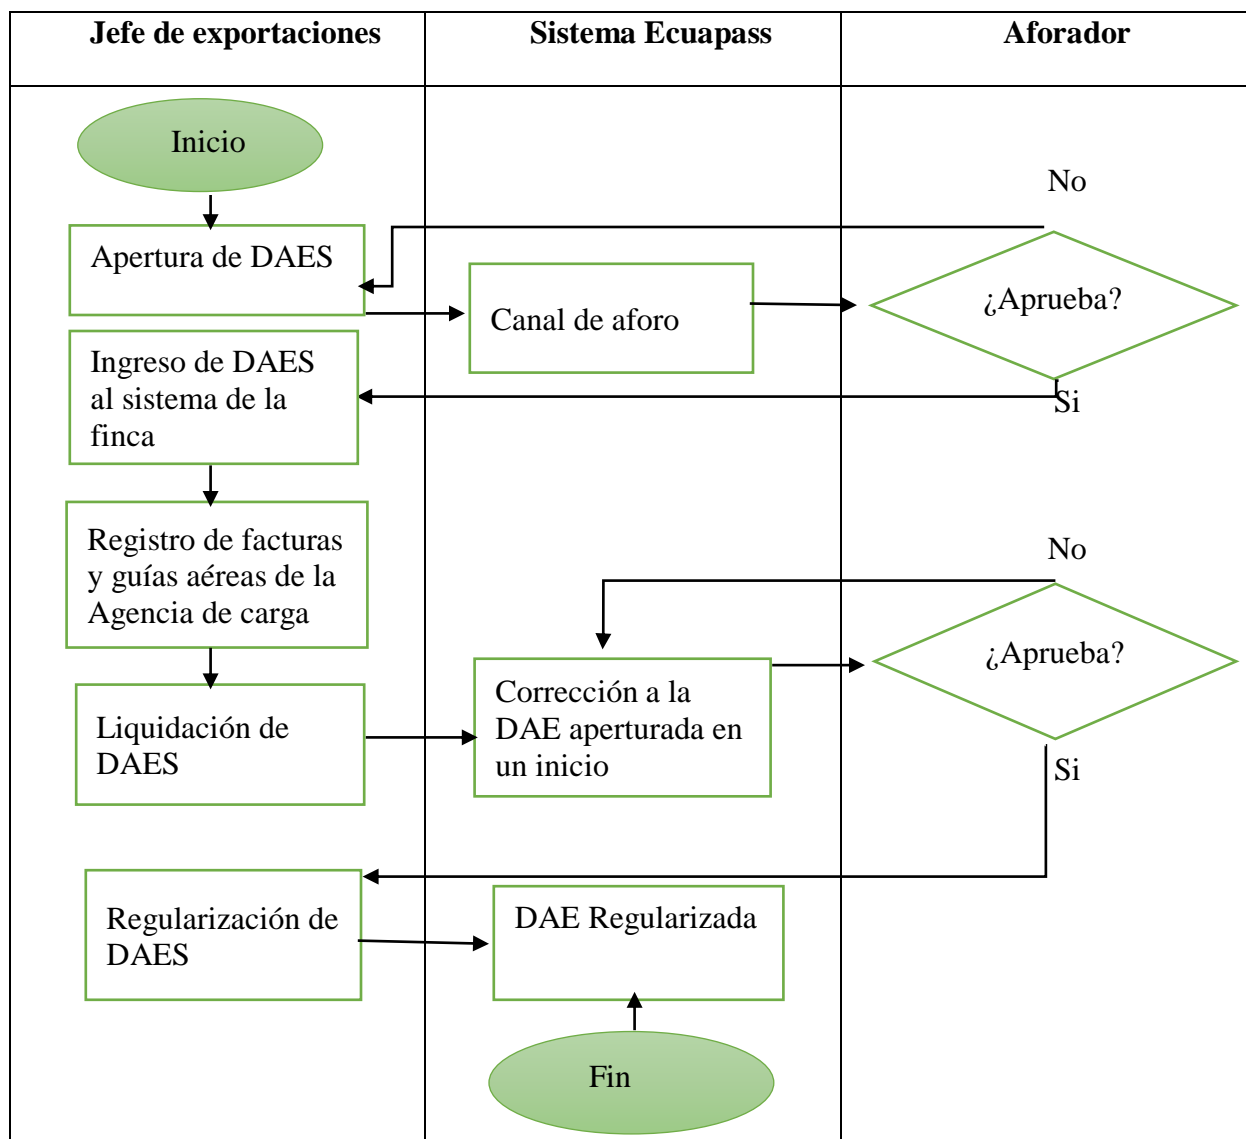 Jefe de exportaciones
Sistema Ecuapass
Aforador
Inicio
No
Apertura de DAES
Canal de aforo
¿Aprueba?
Ingreso de DAES
al sistema de la
finca
Si
Registro de facturas
y guías aéreas de la
Agencia de carga
No
¿Aprueba?
Liquidación de
DAES
Corrección a la
DAE aperturada en
un inicio
Si
Regularización de
DAES
DAE Regularizada
Fin